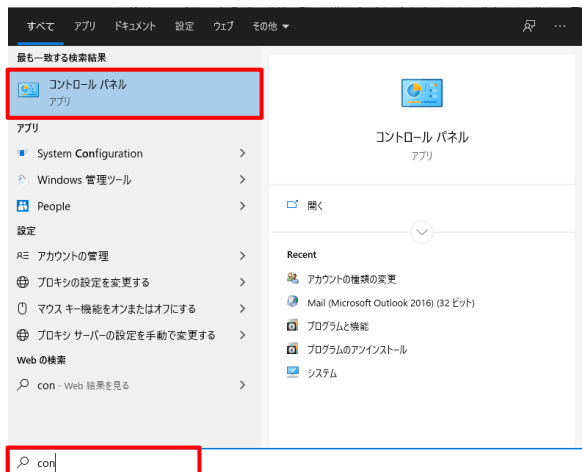 すべて アプリ ドキュメント 設定 ウェブ その他
最も一致する検索結果
コントロール パネル
アプリ
アプリ
System Configuration
Windows 管理ツール
People
設定
アカウントの管理
プロキシの設定を変更する
マウス キー機能をオンまたはオフにする
プロキシ サーバーの設定を手動で変更する
Web の検索
con - Web 結果を見る
con
コントロール パネル
アプリ
開く
Recent
アカウントの種類の変更
Mail (Microsoft Outlook 2016) (32 ビット)
プログラムと機能
プログラムのアンインストール
システム